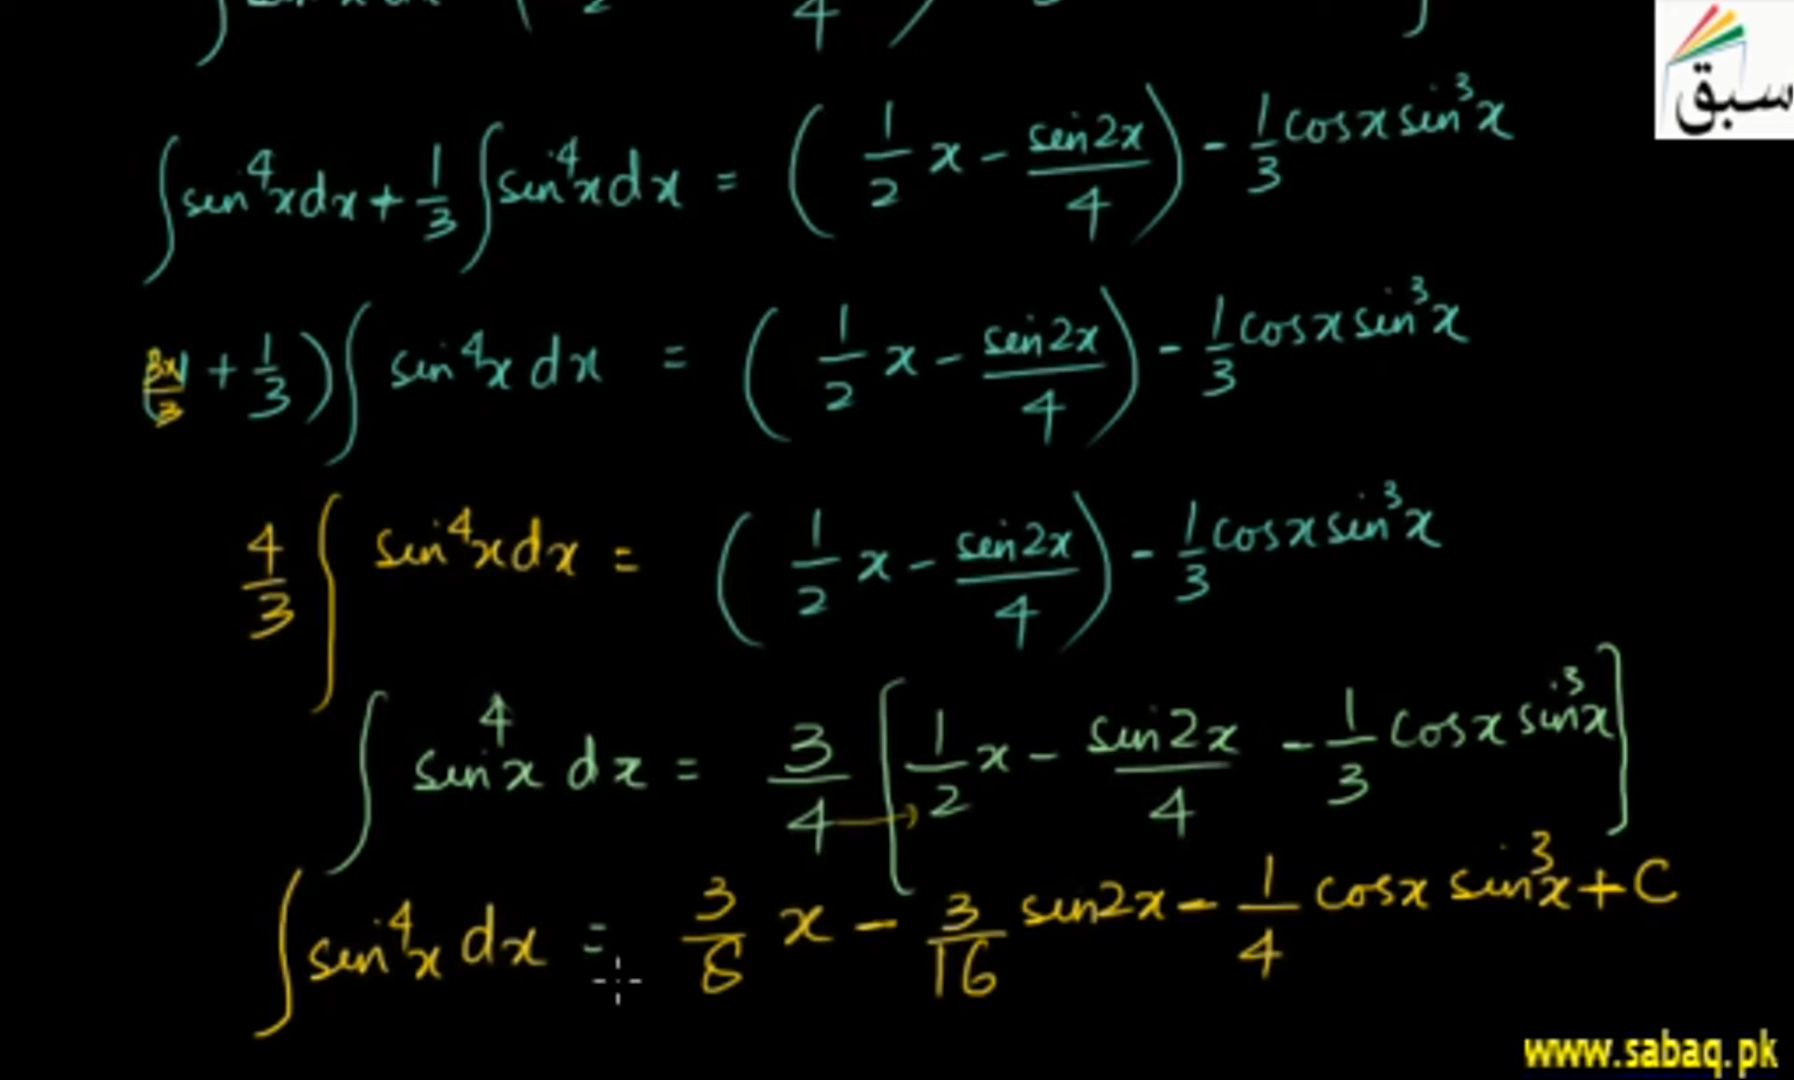 سبق
∫sin⁴x dx + 1/3 ∫sin⁴x dx = (1/2 x - sin2x/4) - 1/3 cosx sin³x
(3x1/3 + 1/3) ∫ sin⁴x dx = (1/2 x - sin2x/4) - 1/3 cosx sin³x
4/3 ∫ sin⁴x dx = (1/2 x - sin2x/4) - 1/3 cosx sin³x
∫ sin⁴x dx = 3/4 [1/2 x - sin2x/4 - 1/3 cosx sin³x]
∫ sin⁴x dx = 3/8 x - 3/16 sin2x - 1/4 cosx sin³x + C
www.sabaq.pk